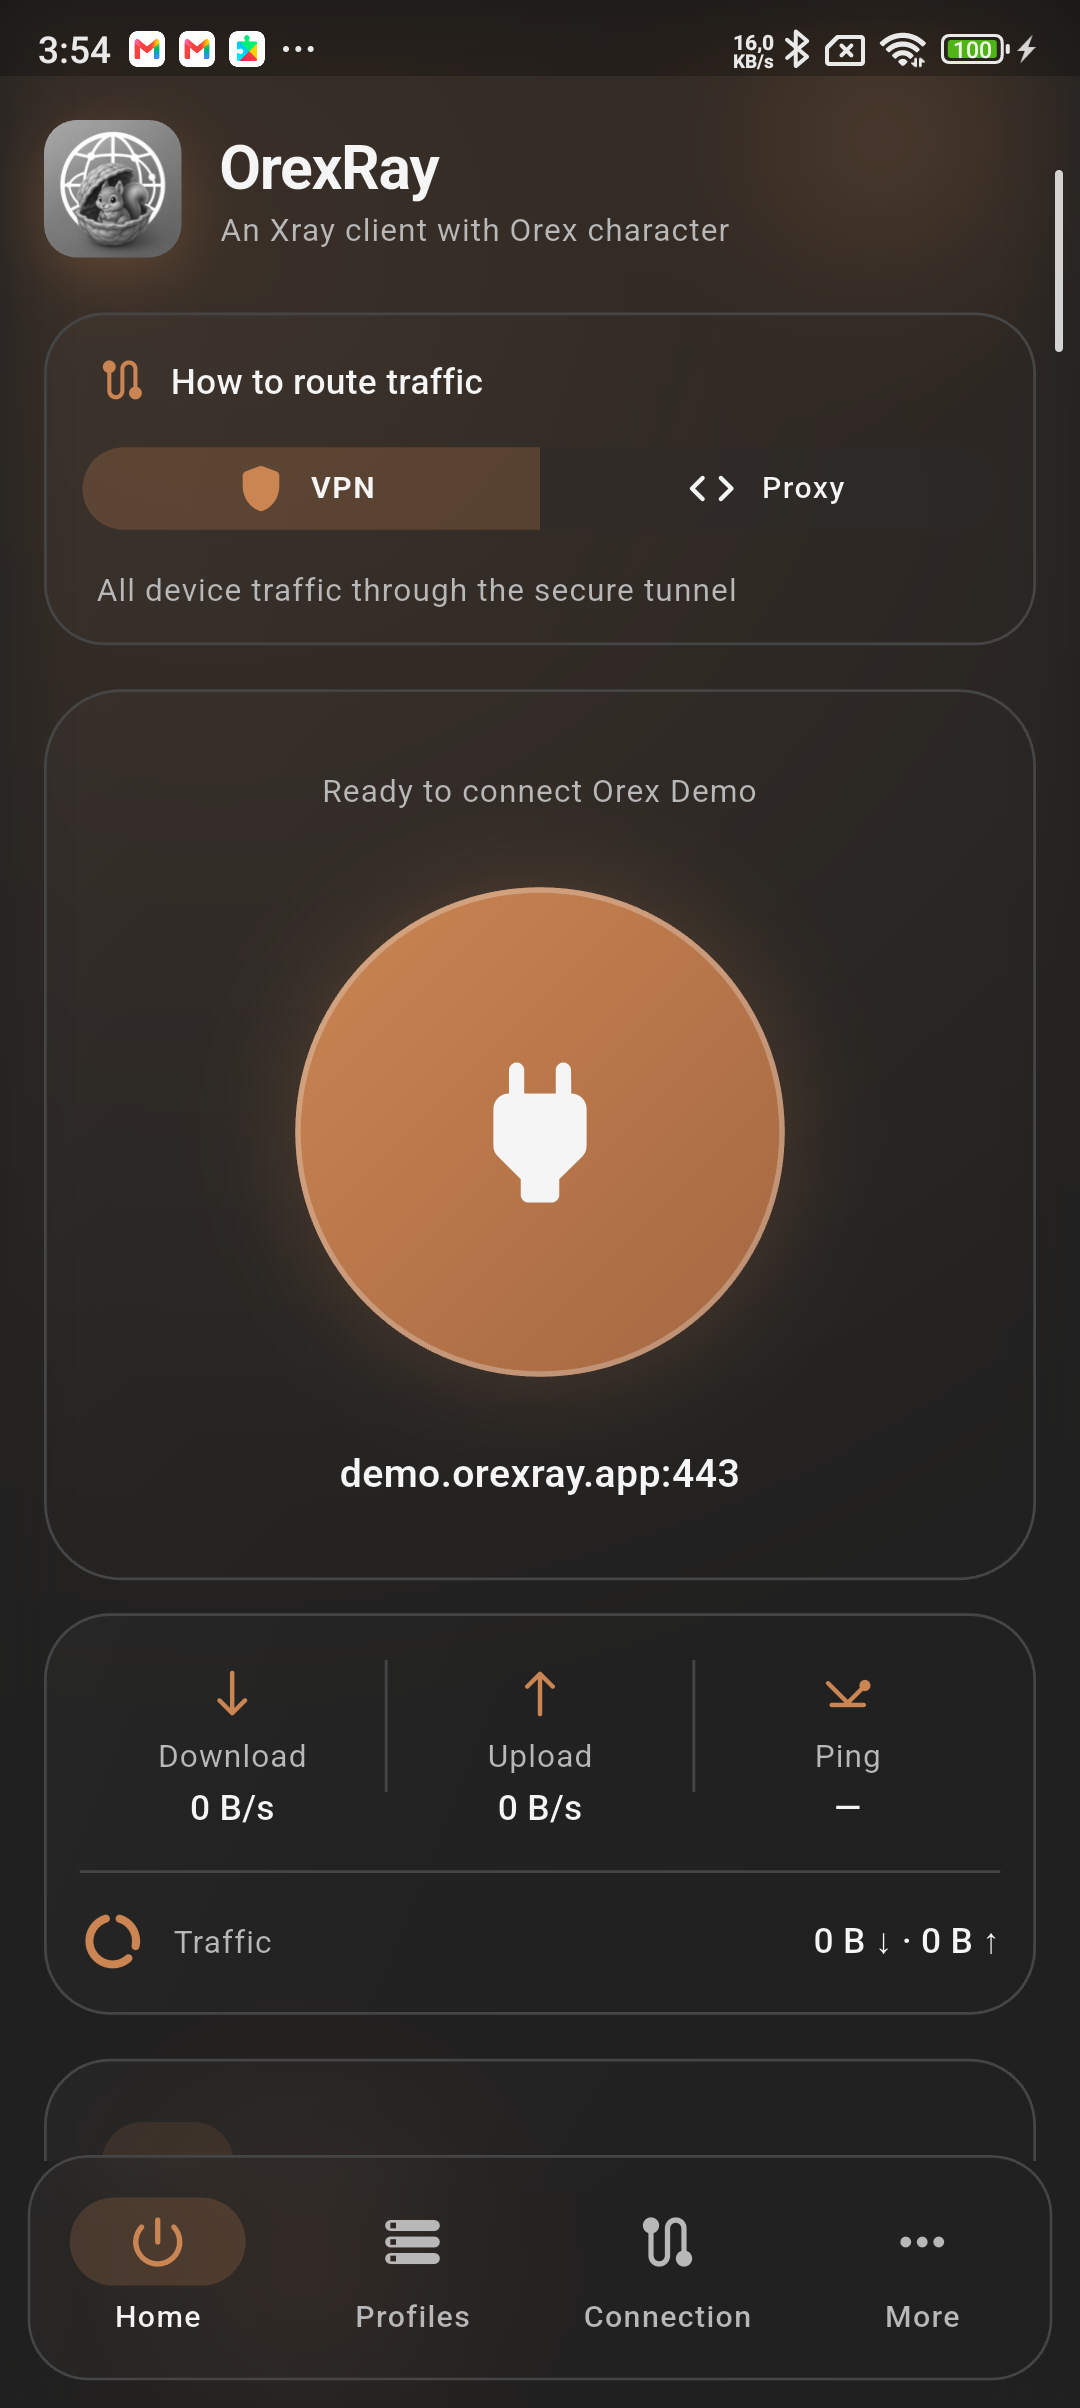 3:54
16,0
KB/s
100
OrexRay
An Xray client with Orex character
How to route traffic
VPN
Proxy
All device traffic through the secure tunnel
Ready to connect Orex Demo
demo.orexray.app:443
Download
Upload
Ping
0 B/s
0 B/s
—
Traffic
0 B ↓ · 0 B ↑
Home
Profiles
Connection
More